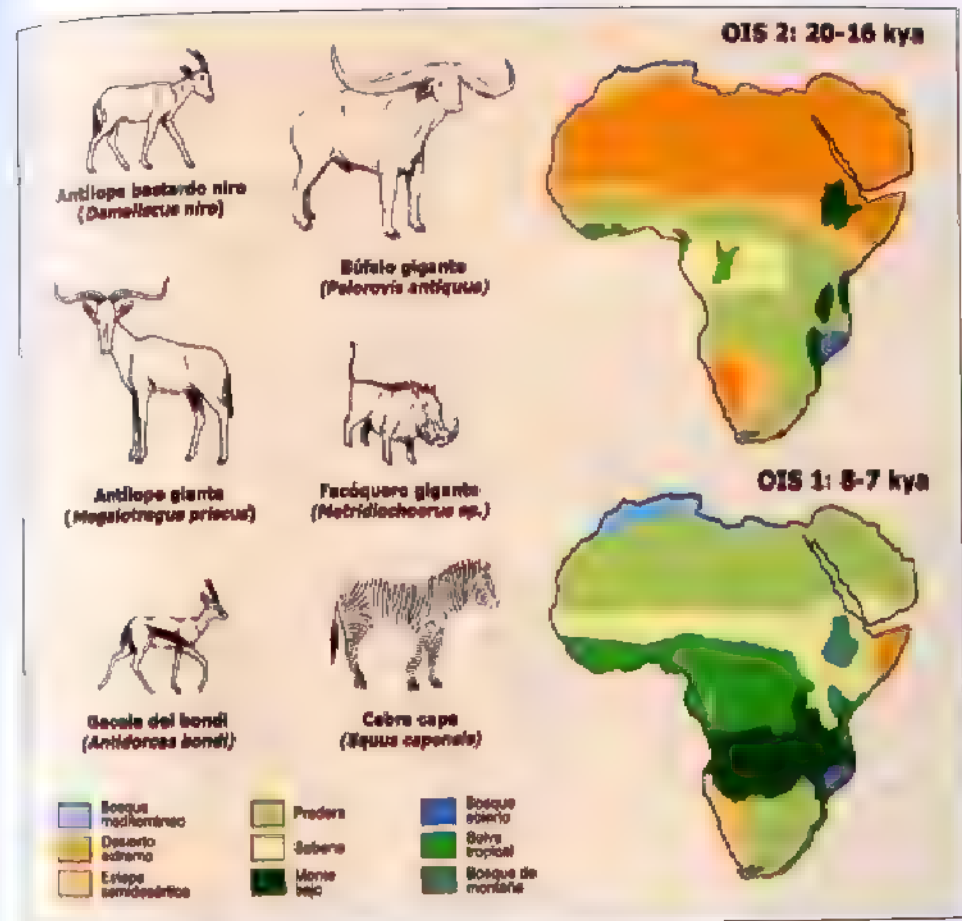 OIS 2: 20-16 kya
Antílope bastardo niro
(Damaliscus niro)
Búfalo gigante
(Pelorovis antiquus)
Antílope giante
(Megalotragus priscus)
Facóquero gigante
(Metridiochoerus sp.)
OIS 1: 8-7 kya
Gacela del bondi
(Antidorcas bondi)
Cebra cape
(Equus capensis)
Bosque
mediterráneo
Desierto
extremo
Estepa
semidesértica
Pradera
Sabana
Monte
bajo
Bosque
abierto
Selva
tropical
Bosque de
montaña